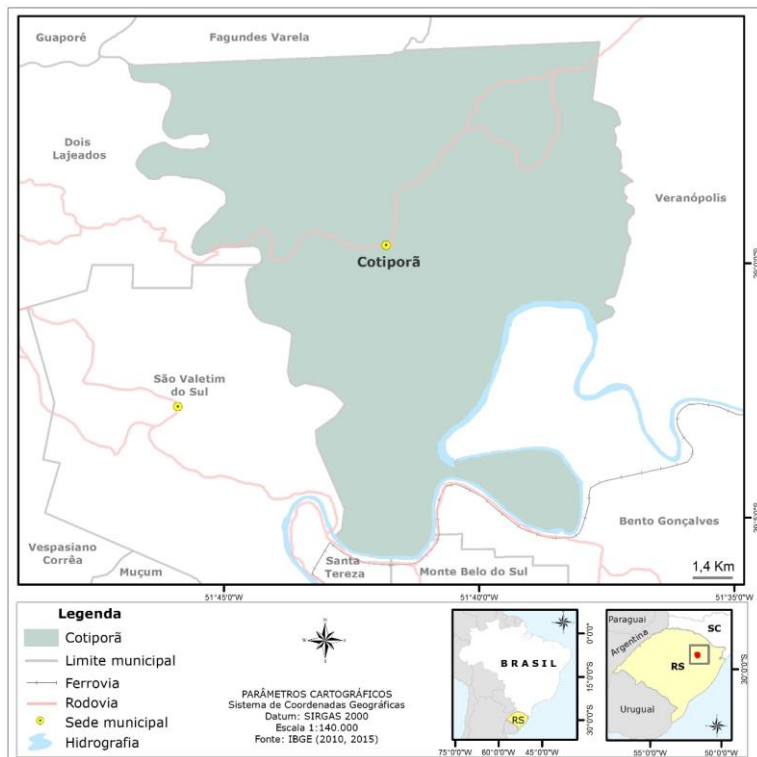 Guaporé
Fagundes Varela
Dois
Lajeados
Veranópolis
Cotiporã
São Valetim
do Sul
Bento Gonçalves
Vespasiano
Corrêa
Muçum
Santa
Tereza
Monte Belo do Sul
1,4 Km
51°45'0"W
51°40'0"W
51°35'0"W
Legenda
Cotiporã
Limite municipal
Ferrovia
Rodovia
Sede municipal
Hidrografia
PARÂMETROS CARTOGRÁFICOS
Sistema de Coordenadas Geográficas
Datum: SIRGAS 2000
Escala 1:140.000
Fonte: IBGE (2010, 2015)
BRASIL
RS
0°0'0"
15°0'0"S
30°0'0"S
75°0'0"W
60°0'0"W
45°0'0"W
Paraguai
Argentina
SC
RS
Uruguai
30°0'0"S
55°0'0"W
50°0'0"W